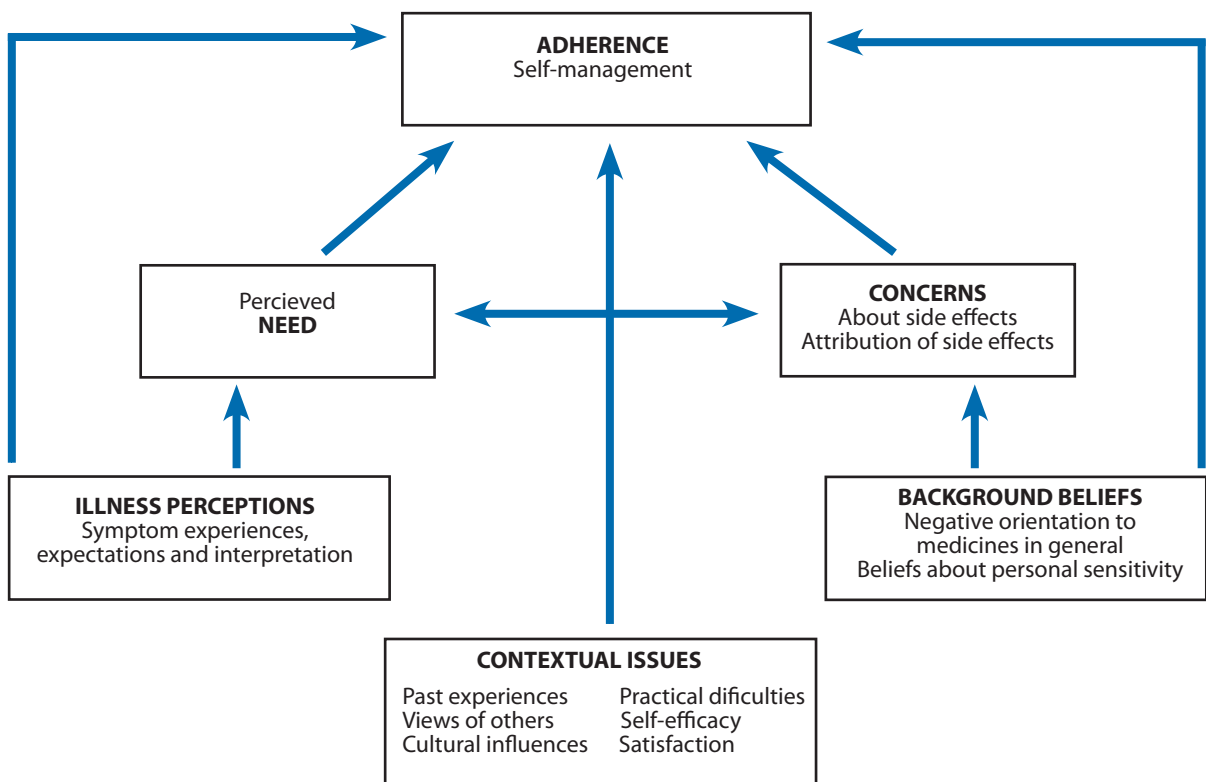 ADHERENCE
Self-management
Percieved
NEED
CONCERNS
About side effects
Attribution of side effects
ILLNESS PERCEPTIONS
Symptom experiences,
expectations and interpretation
BACKGROUND BELIEFS
Negative orientation to
medicines in general
Beliefs about personal sensitivity
CONTEXTUAL ISSUES
Past experiences
Views of others
Cultural influences
Practical dificulties
Self-efficacy
Satisfaction